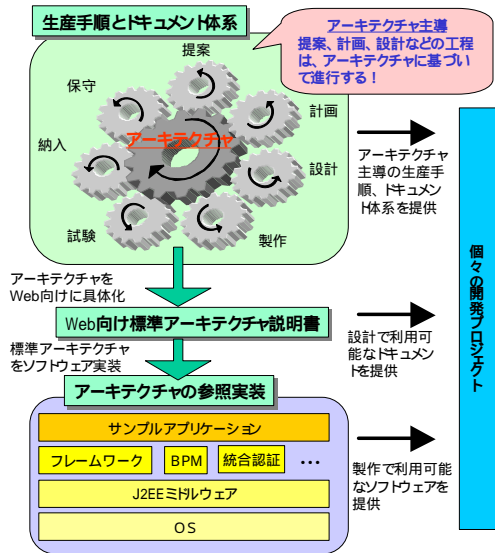 生産手順とドキュメント体系
アーキテクチャ主導
提案、計画、設計などの工程
は、アーキテクチャに基づい
て進行する！
提案
保守
計画
アーキテクチャ
納入
設計
試験
製作
アーキテクチャ
主導の生産手
順、ドキュメン
ト体系を提供
アーキテクチャを
Web向けに具体化
Web向け標準アーキテクチャ説明書
設計で利用可
能なドキュメン
トを提供
標準アーキテクチャ
をソフトウェア実装
アーキテクチャの参照実装
サンプルアプリケーション
フレームワーク
BPM
統合認証
…
J2EEミドルウェア
OS
製作で利用可能
なソフトウェアを
提供
個々の開発プロジェクト